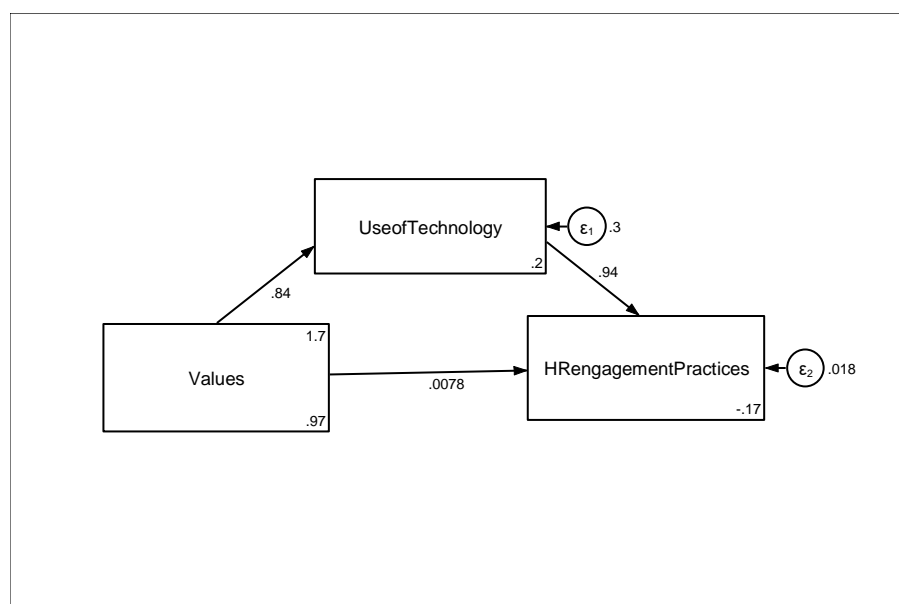 UseofTechnology
ε₁ .3
.2
.84
.94
1.7
Values
.97
.0078
HRengagementPractices
ε₂ .018
-.17